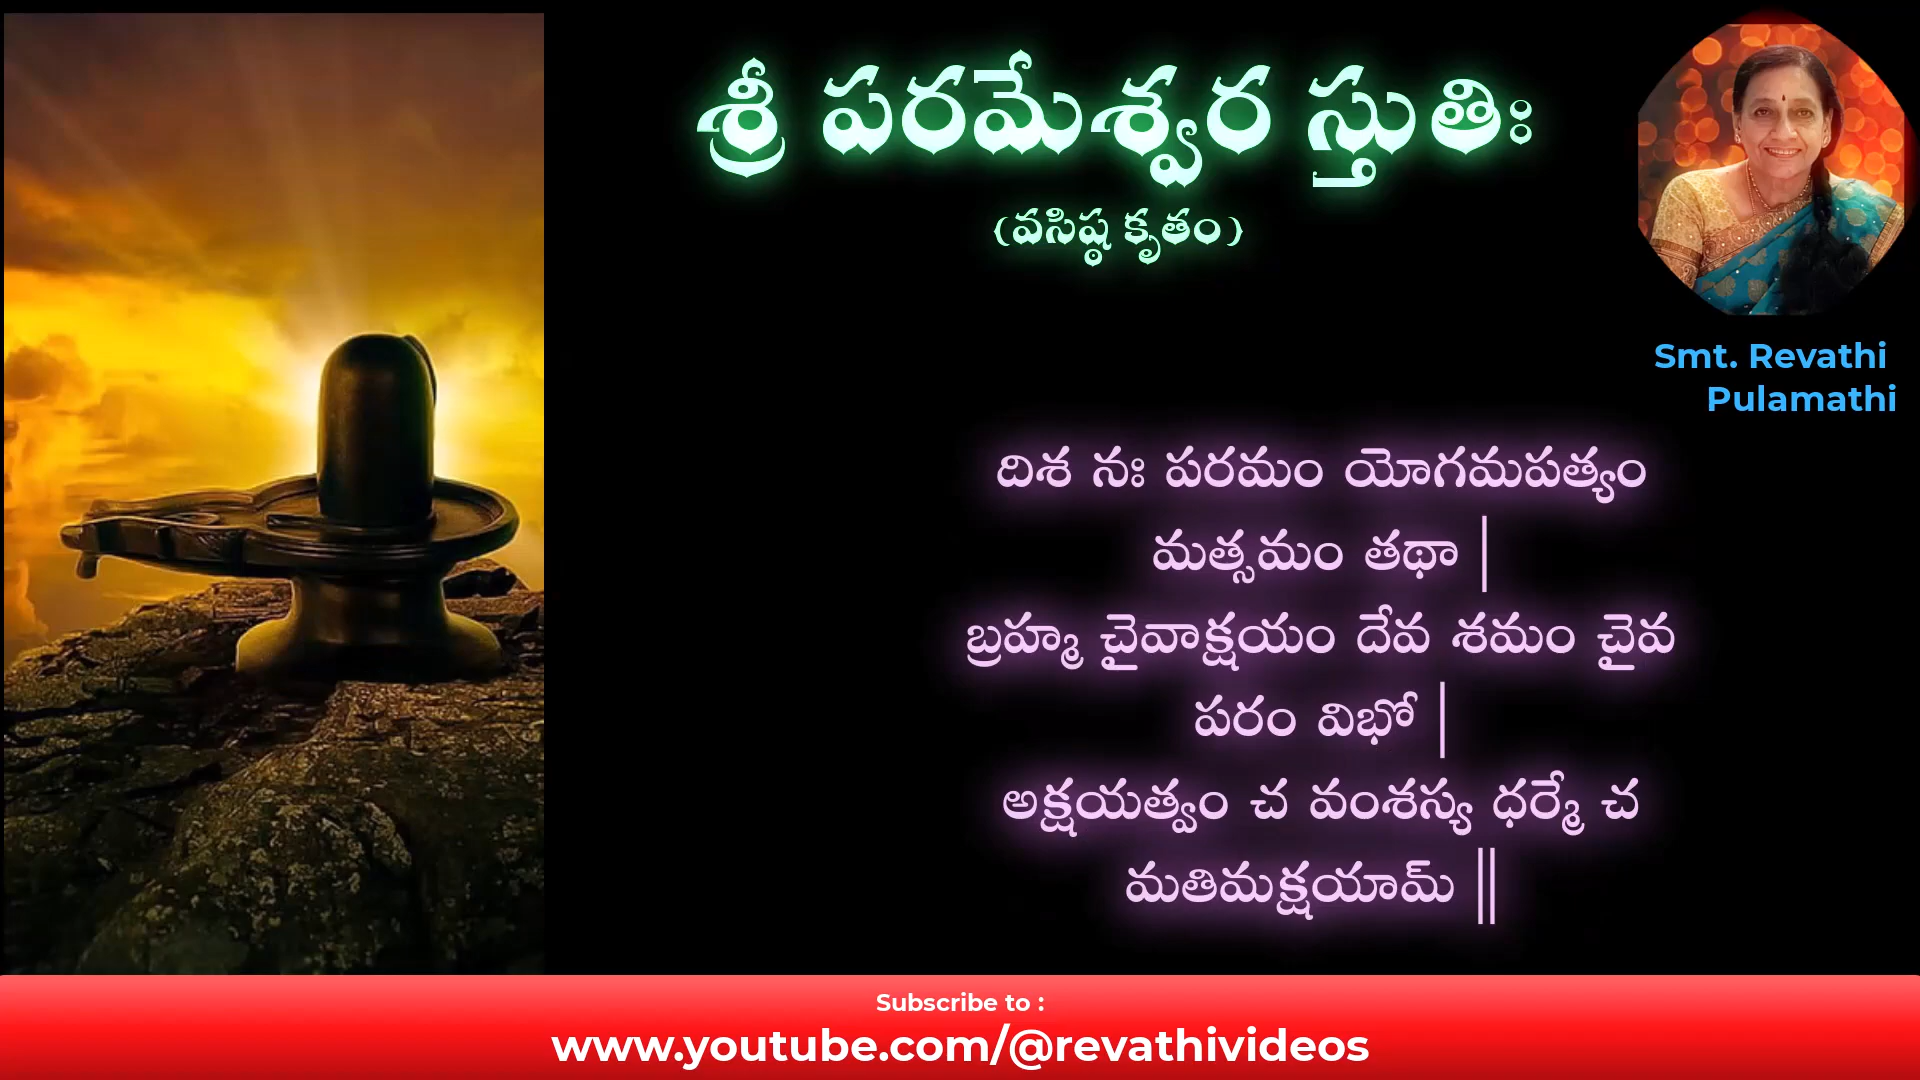 శ్రీ పరమేశ్వర స్తుతిః
(వసిష్ఠ కృతం)
Smt. Revathi
Pulamathi
దిశ నః పరమం యోగమపత్యం
మత్సమం తథా |
బ్రహ్మ చైవాక్షయం దేవ శమం చైవ
పరం విభో |
అక్షయత్వం చ వంశస్య ధర్మే చ
మతిమక్షయామ్ ||
Subscribe to :
www.youtube.com/@revathivideos